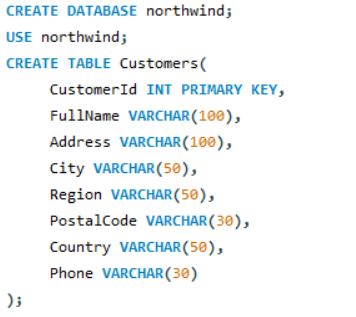 CREATE DATABASE northwind;
USE northwind;
CREATE TABLE Customers(
CustomerId INT PRIMARY KEY,
FullName VARCHAR(100),
Address VARCHAR(100),
City VARCHAR(50),
Region VARCHAR(50),
PostalCode VARCHAR(30),
Country VARCHAR(50),
Phone VARCHAR(30)
);